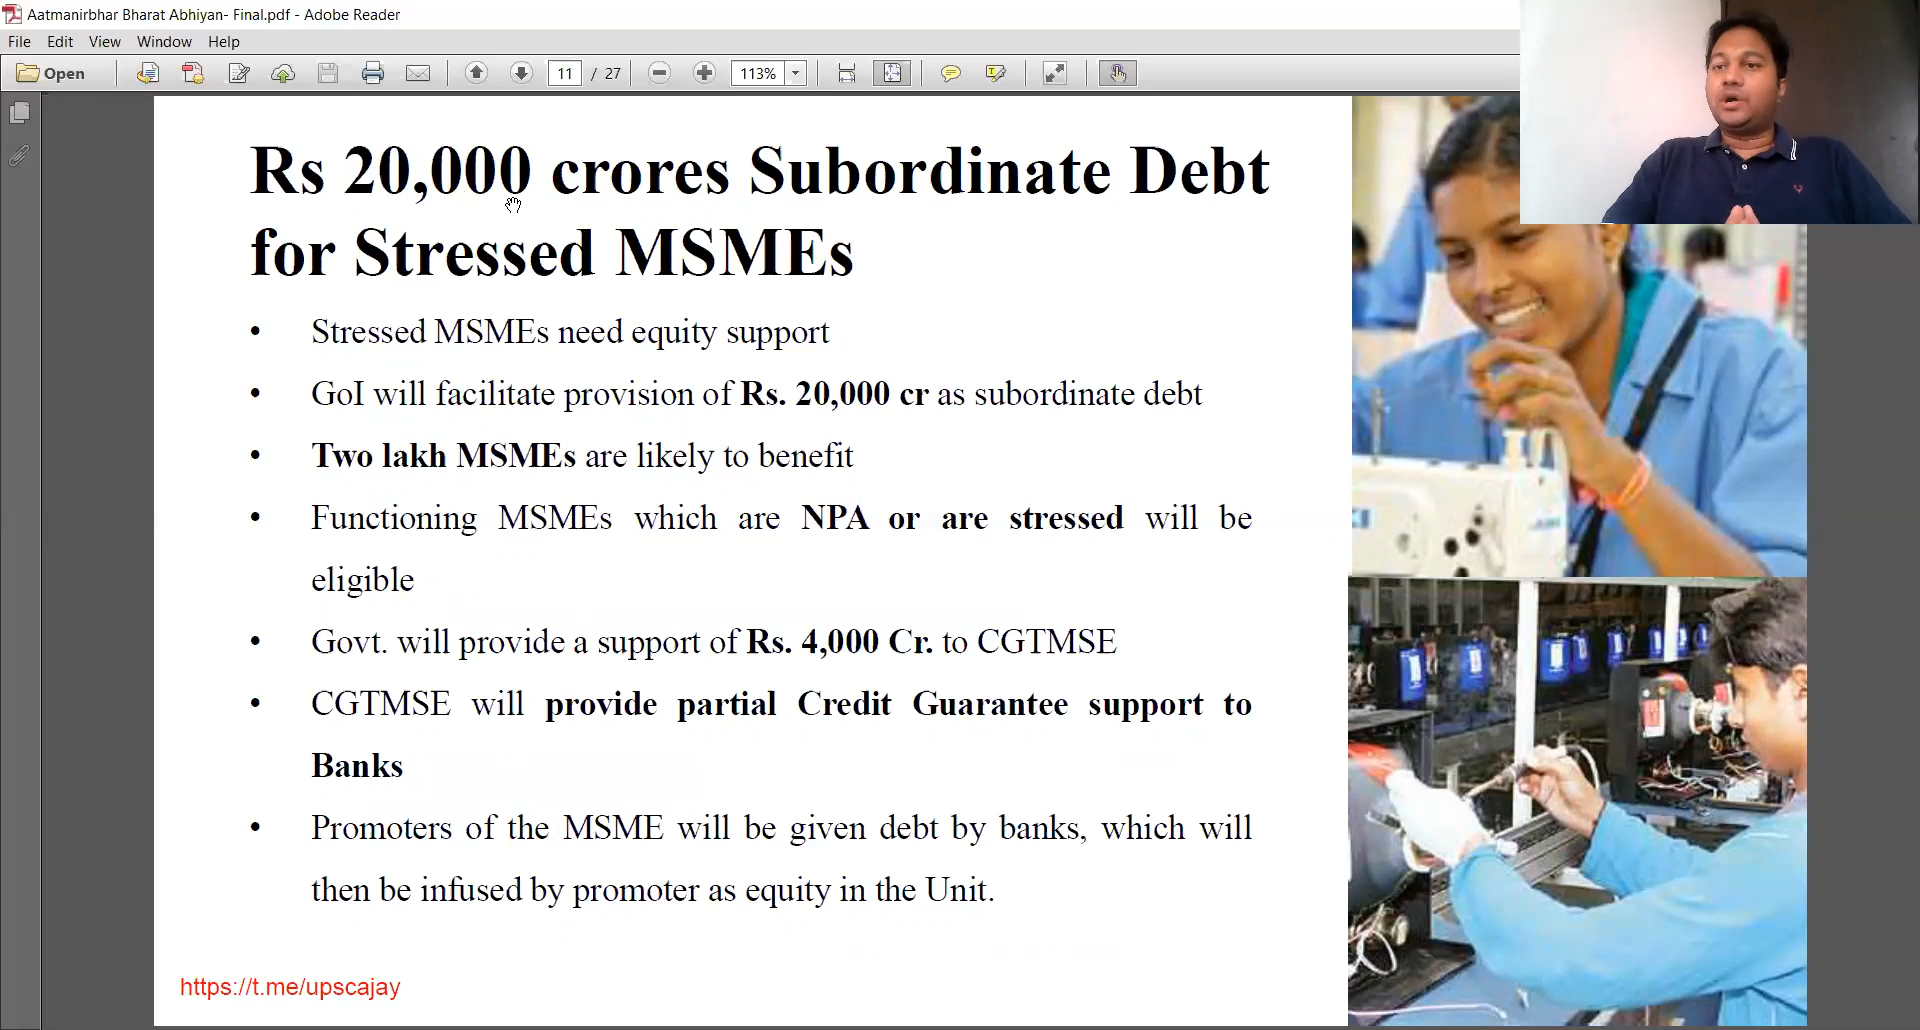 Aatmanirbhar Bharat Abhiyan- Final.pdf - Adobe Reader
File Edit View Window Help
Open 11 / 27 113%
Rs 20,000 crores Subordinate Debt
for Stressed MSMEs
• Stressed MSMEs need equity support
• GoI will facilitate provision of Rs. 20,000 cr as subordinate debt
• Two lakh MSMEs are likely to benefit
• Functioning MSMEs which are NPA or are stressed will be
eligible
• Govt. will provide a support of Rs. 4,000 Cr. to CGTMSE
• CGTMSE will provide partial Credit Guarantee support to
Banks
• Promoters of the MSME will be given debt by banks, which will
then be infused by promoter as equity in the Unit.
https://t.me/upscajay